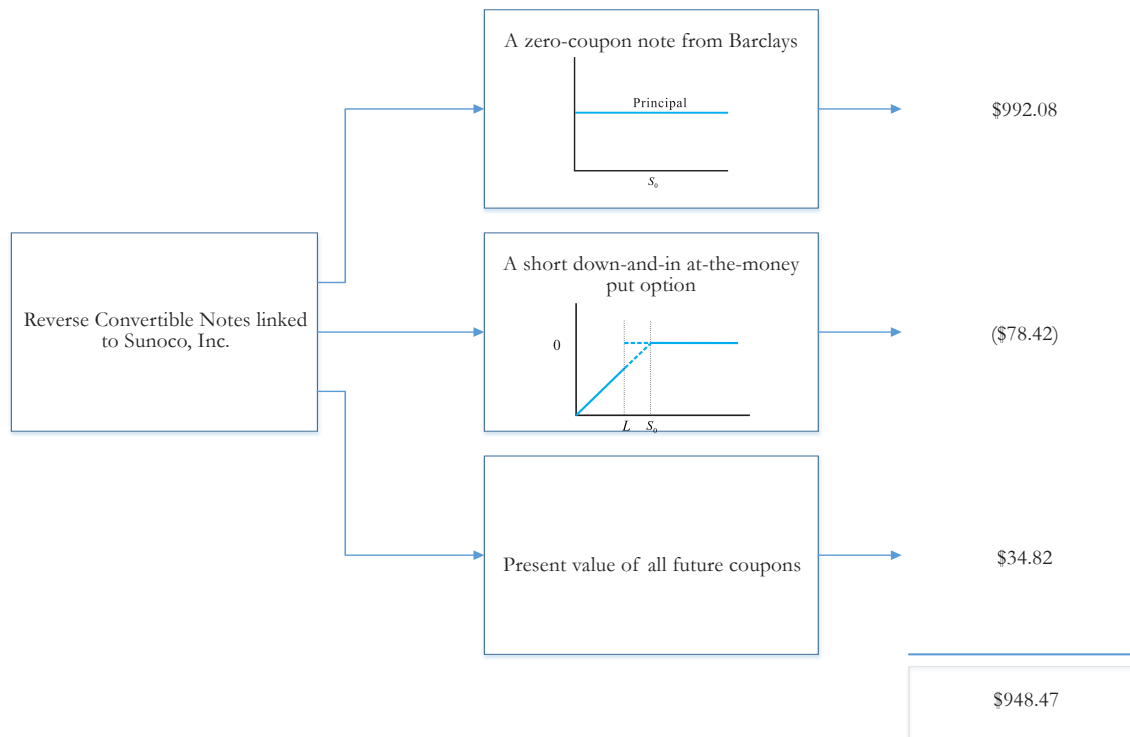 A zero-coupon note from Barclays
Principal
S₀
$992.08
Reverse Convertible Notes linked
to Sunoco, Inc.
A short down-and-in at-the-money
put option
0
L S₀
($78.42)
Present value of all future coupons
$34.82
$948.47